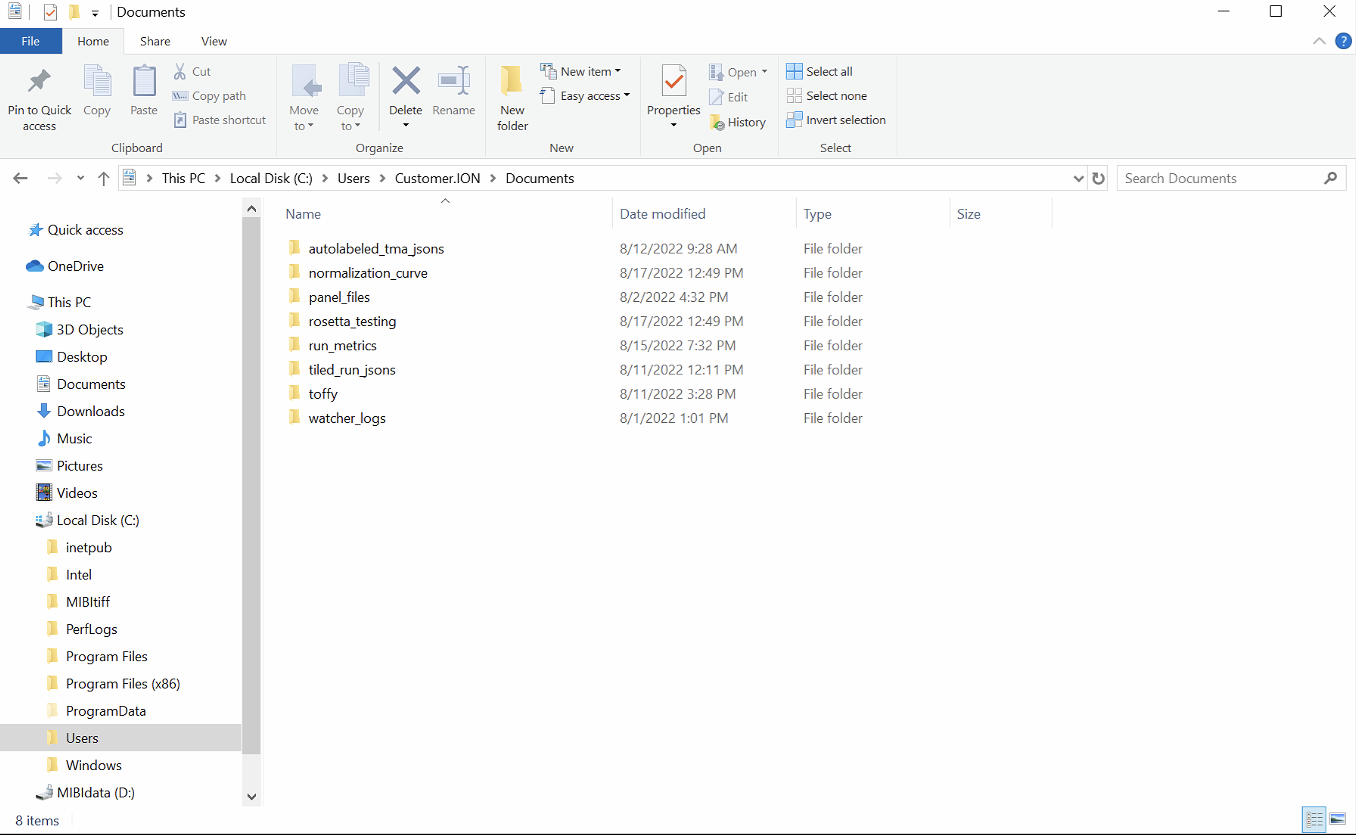 Documents
File Home Share View
Pin to Quick access
Copy
Paste
Cut
Copy path
Paste shortcut
Clipboard
Move to
Copy to
Delete
Rename
Organize
New folder
New item
Easy access
New
Properties
Open
Edit
History
Open
Select all
Select none
Invert selection
Select
This PC > Local Disk (C:) > Users > Customer.ION > Documents
Search Documents
Quick access
OneDrive
This PC
3D Objects
Desktop
Documents
Downloads
Music
Pictures
Videos
Local Disk (C:)
inetpub
Intel
MIBItiff
PerfLogs
Program Files
Program Files (x86)
ProgramData
Users
Windows
MIBIdata (D:)
Name Date modified Type Size
autolabeled_tma_jsons 8/12/2022 9:28 AM File folder
normalization_curve 8/17/2022 12:49 PM File folder
panel_files 8/2/2022 4:32 PM File folder
rosetta_testing 8/17/2022 12:49 PM File folder
run_metrics 8/15/2022 7:32 PM File folder
tiled_run_jsons 8/11/2022 12:11 PM File folder
toffy 8/11/2022 3:28 PM File folder
watcher_logs 8/1/2022 1:01 PM File folder
8 items